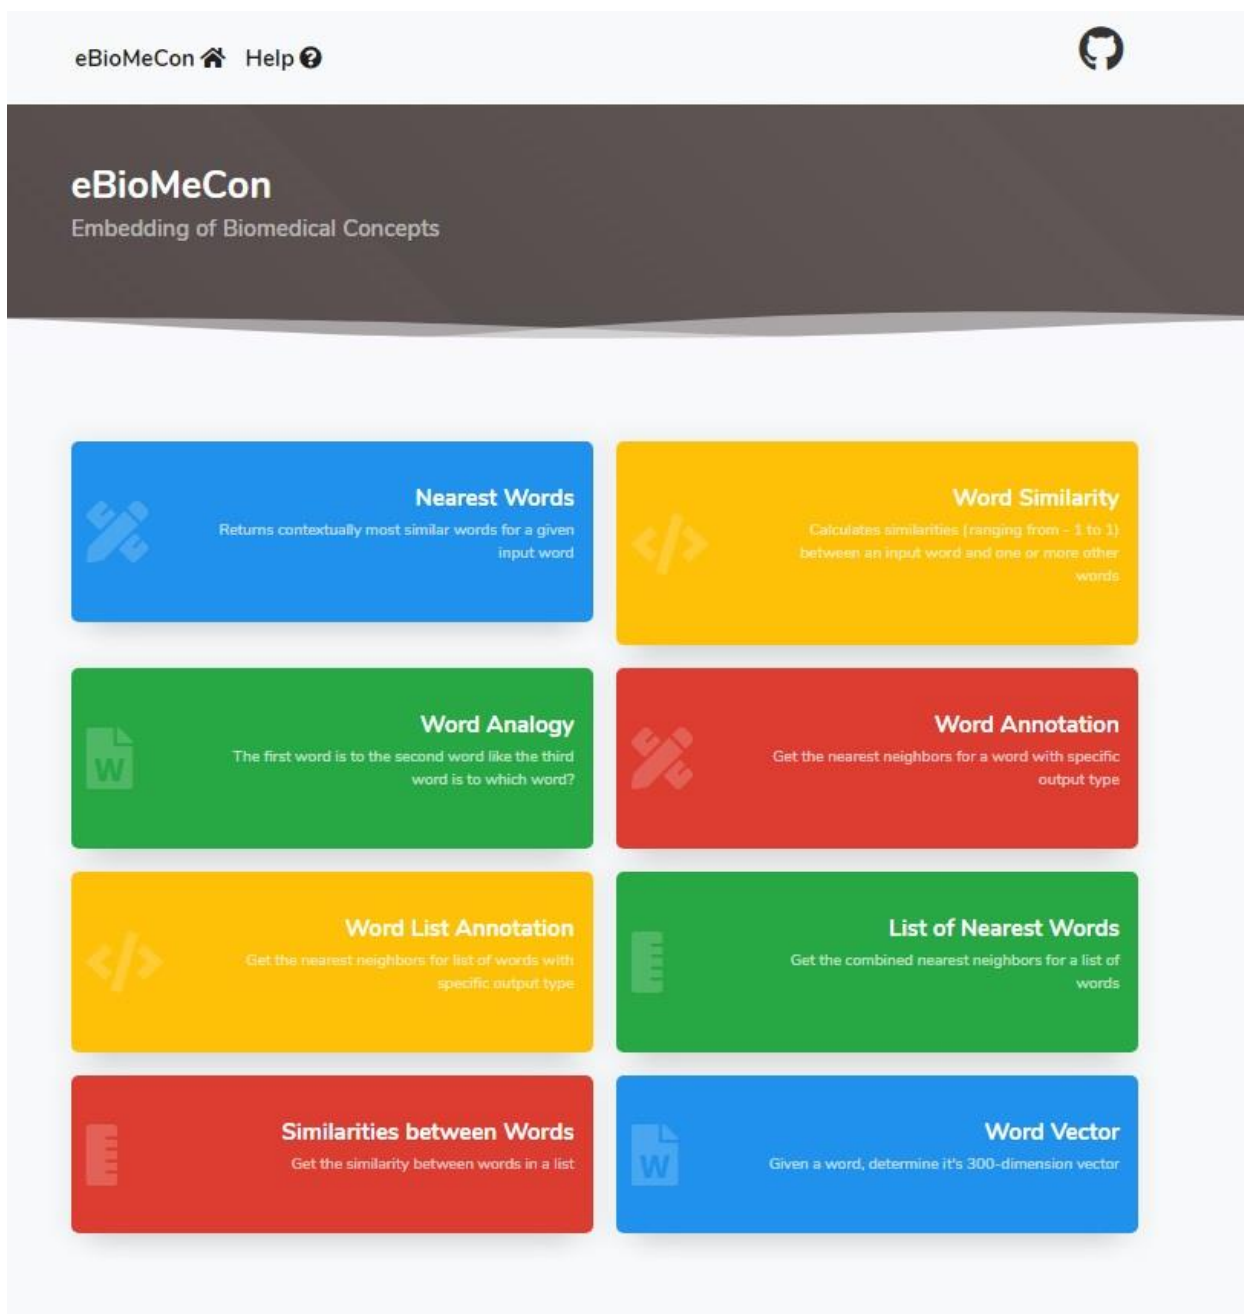 eBioMeCon Help
eBioMeCon
Embedding of Biomedical Concepts
Nearest Words
Returns contextually most similar words for a given
input word
Word Similarity
Calculates similarities (ranging from - 1 to 1)
between an input word and one or more other
words
Word Analogy
The first word is to the second word like the third
word is to which word?
Word Annotation
Get the nearest neighbors for a word with specific
output type
Word List Annotation
Get the nearest neighbors for list of words with
specific output type
List of Nearest Words
Get the combined nearest neighbors for a list of
words
Similarities between Words
Get the similarity between words in a list
Word Vector
Given a word, determine it's 300-dimension vector